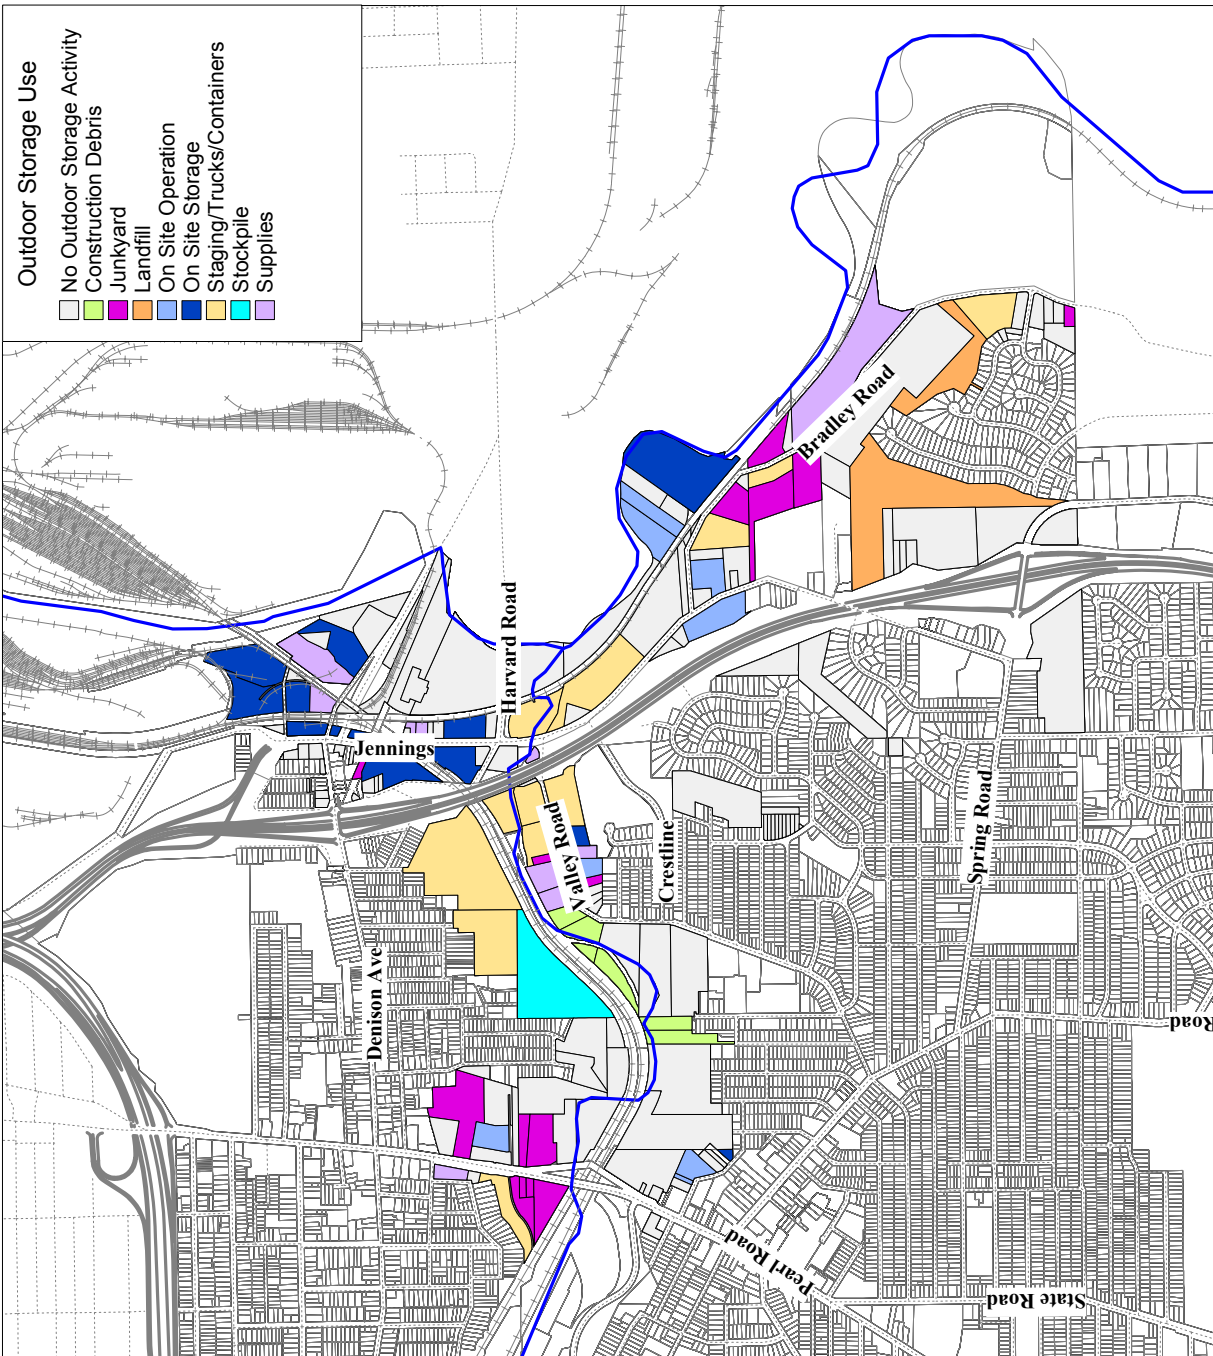 Outdoor Storage Use
No Outdoor Storage Activity
Construction Debris
Junkyard
Landfill
On Site Operation
On Site Storage
Staging/Trucks/Containers
Stockpile
Supplies
Bradley Road
Harvard Road
Jennings
Valley Road
Crestline
Spring Road
Denison Ave
Road
Pearl Road
State Road